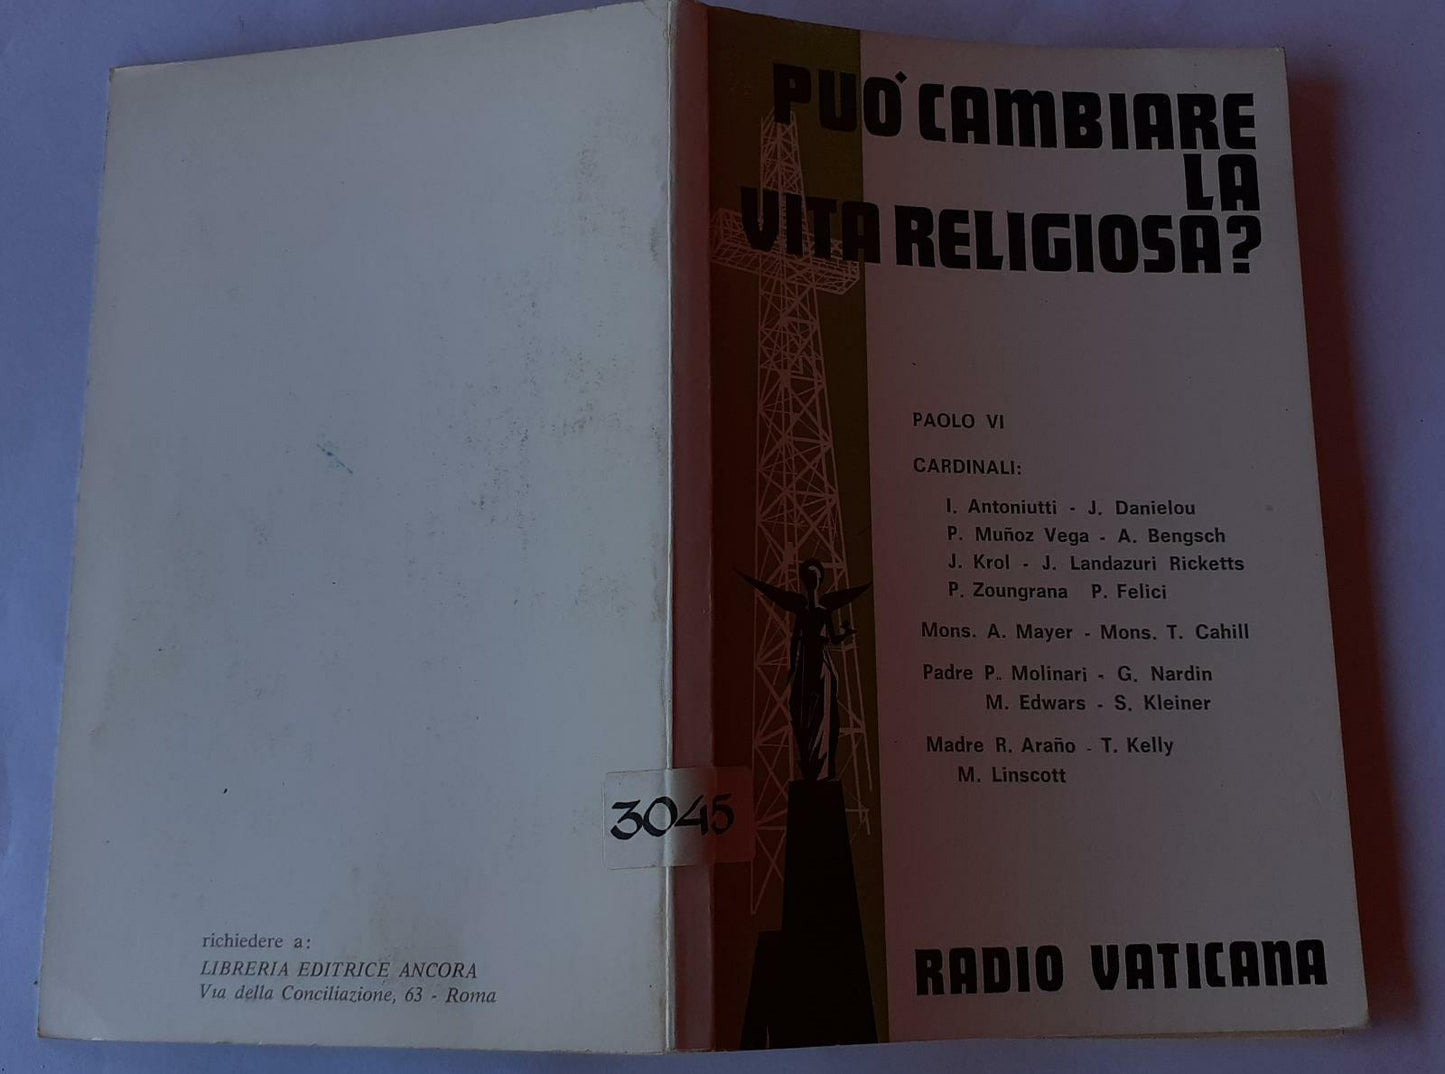 PUO' CAMBIARE
LA
VITA RELIGIOSA?
PAOLO VI
CARDINALI:
I. Antoniutti - J. Danielou
P. Muñoz Vega - A. Bengsch
J. Krol - J. Landazuri Ricketts
P. Zoungrana P. Felici
Mons. A. Mayer - Mons. T. Cahill
Padre P. Molinari - G. Nardin
M. Edwars - S. Kleiner
Madre R. Araño - T. Kelly
M. Linscott
RADIO VATICANA
3045
richiedere a:
LIBRERIA EDITRICE ANCORA
Via della Conciliazione, 63 - Roma